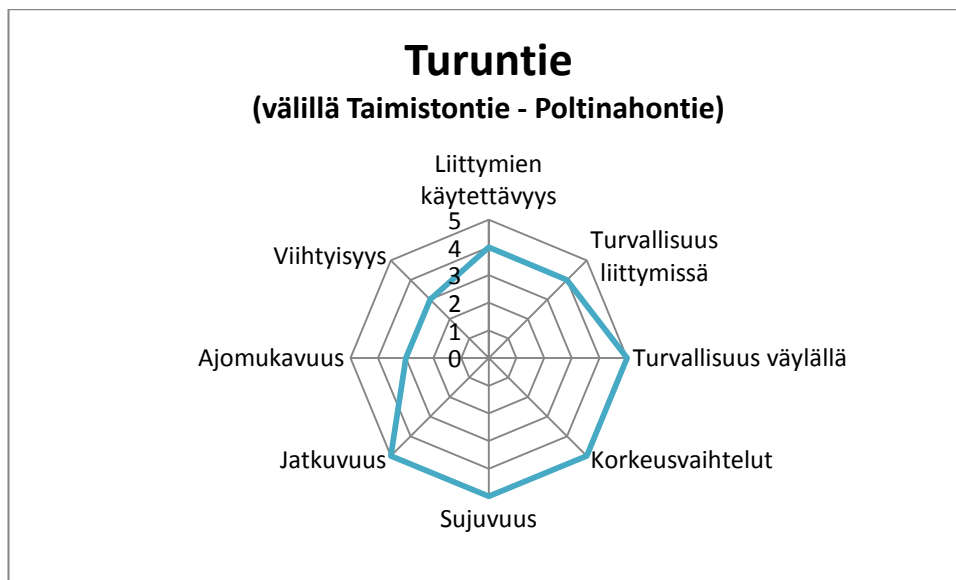 Turuntie
(välillä Taimistontie - Poltinahontie)
Liittymien
käytettävyys
Turvallisuus
liittymissä
Turvallisuus väylällä
Korkeusvaihtelut
Sujuvuus
Jatkuvuus
Ajomukavuus
Viihtyisyys
5
4
3
2
1
0